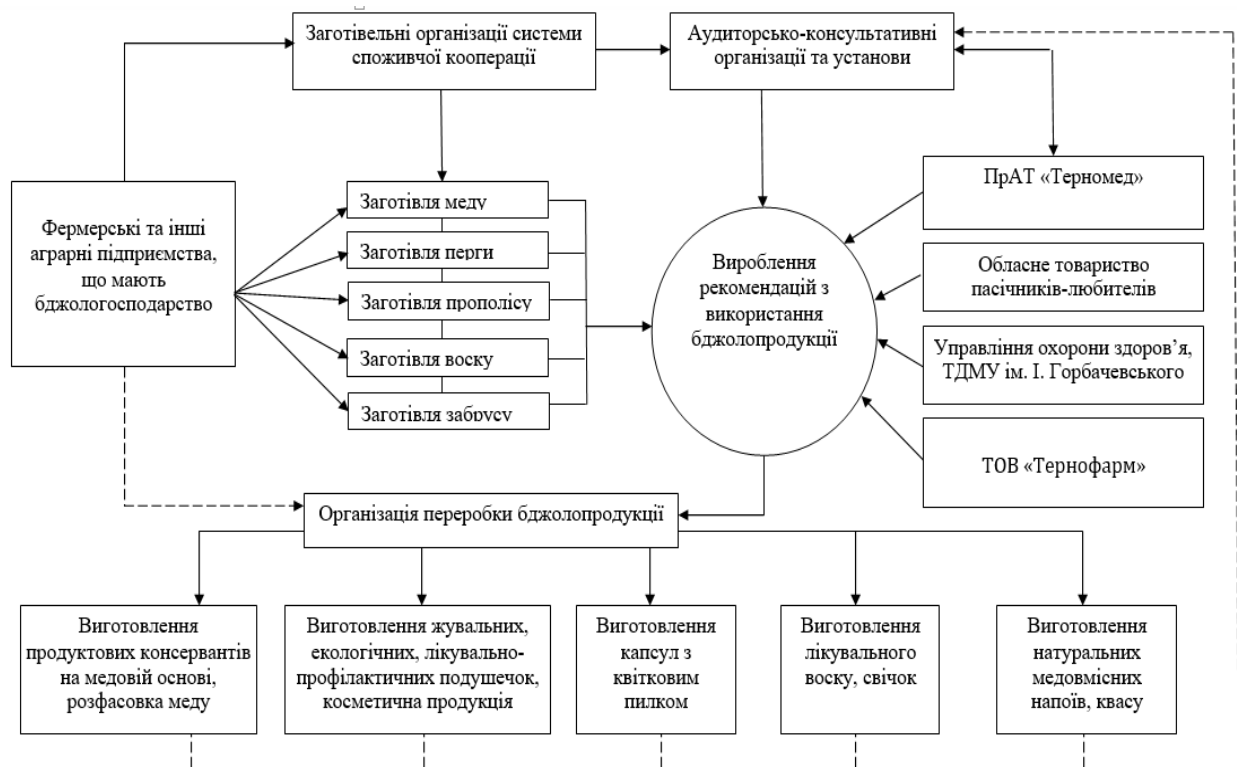 Заготівельні організації системи
споживчої кооперації
Аудиторсько-консультативні
організації та установи
Фермерські та інші
аграрні підприємства,
що мають
бджологосподарство
Заготівля меду
Заготівля перги
Заготівля прополісу
Заготівля воску
Заготівля забрусу
Вироблення
рекомендацій з
використання
бджолопродукції
ПрАТ «Терномед»
Обласне товариство
пасічників-любителів
Управління охорони здоров’я,
ТДМУ ім. І. Горбачевського
ТОВ «Тернофарм»
Організація переробки бджолопродукції
Виготовлення
продуктових консервантів
на медовій основі,
розфасовка меду
Виготовлення жувальних,
екологічних, лікувально-
профілактичних подушечок,
косметична продукція
Виготовлення
капсул з
квітковим
пилком
Виготовлення
лікувального
воску, свічок
Виготовлення
натуральних
медовмісних
напоїв, квасу